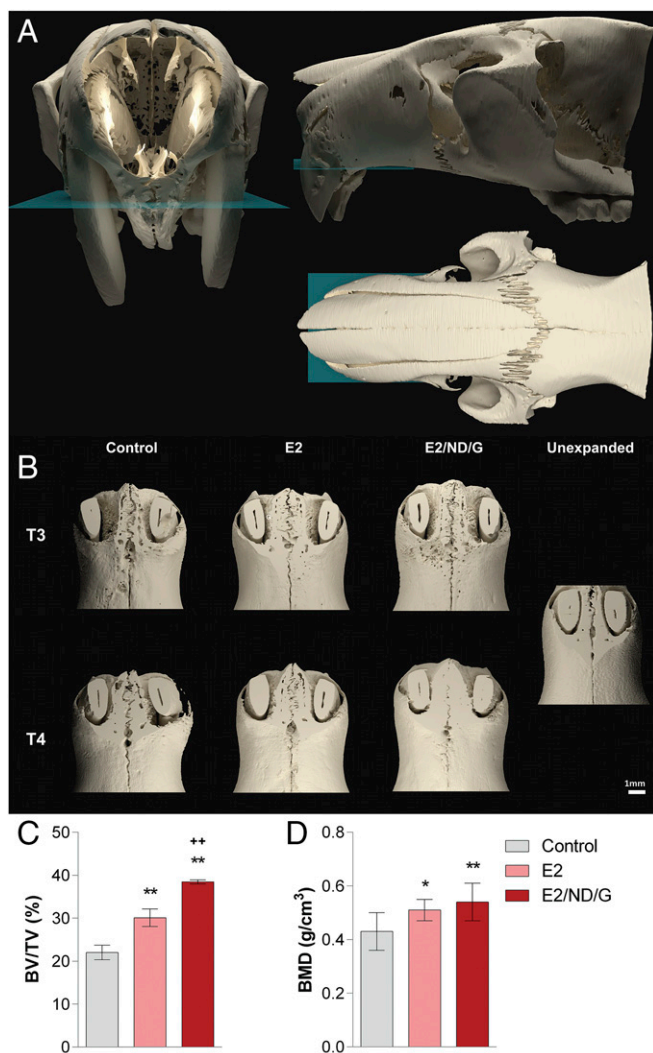 A
B
Control E2 E2/ND/G Unexpanded
T3
T4
1mm
C
50
40
30
20
10
0
BV/TV (%)
**
++
**
D
0.8
0.6
0.4
0.2
0.0
BMD (g/cm³)
*
**
Control
E2
E2/ND/G